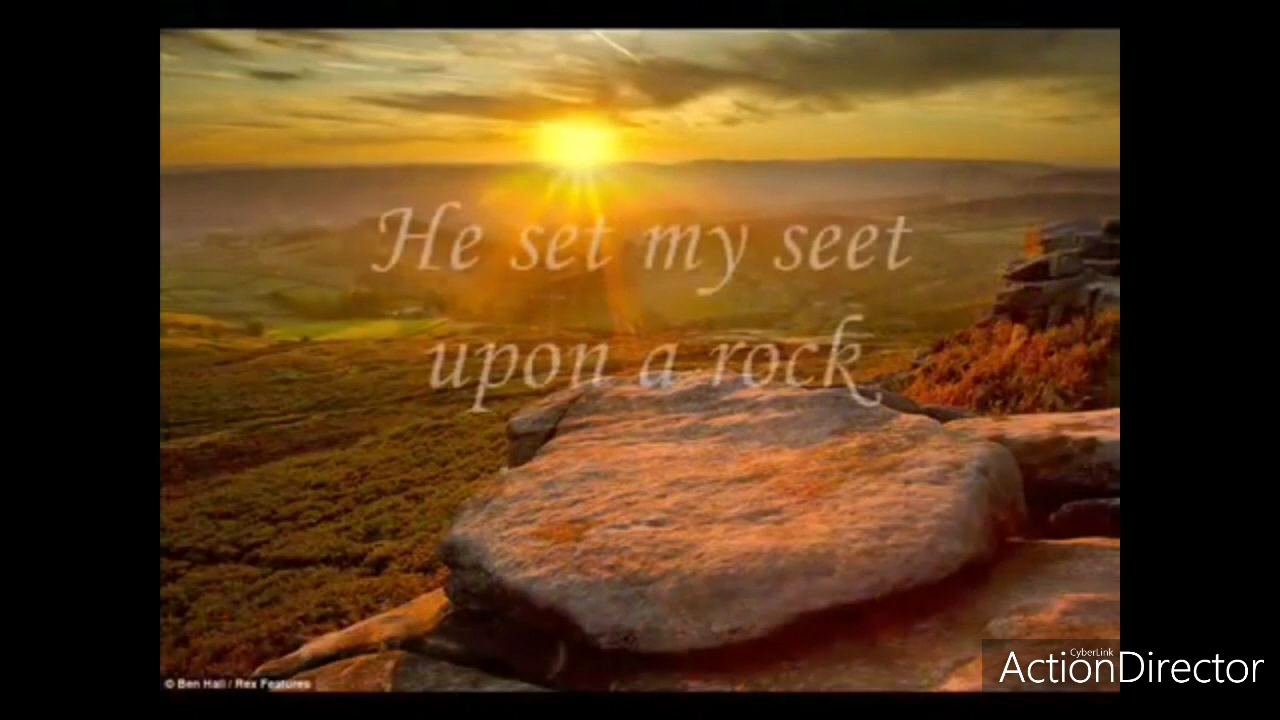 He set my seet
upon a rock
© Ben Hall / Rex Features
CyberLink
ActionDirector